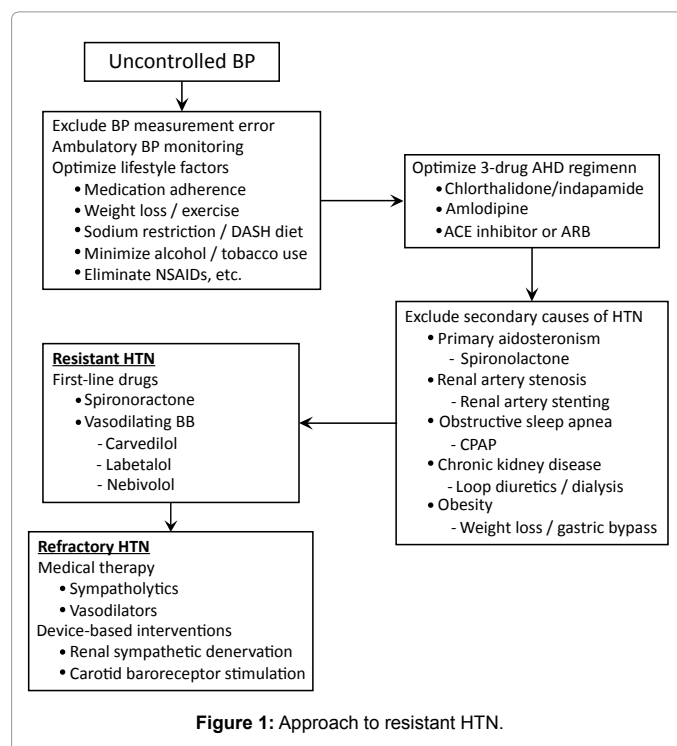 Uncontrolled BP
Exclude BP measurement error
Ambulatory BP monitoring
Optimize lifestyle factors
• Medication adherence
• Weight loss / exercise
• Sodium restriction / DASH diet
• Minimize alcohol / tobacco use
• Eliminate NSAIDs, etc.
Optimize 3-drug AHD regimenn
• Chlorthalidone/indapamide
• Amlodipine
• ACE inhibitor or ARB
Exclude secondary causes of HTN
• Primary aidosteronism
- Spironolactone
• Renal artery stenosis
- Renal artery stenting
• Obstructive sleep apnea
- CPAP
• Chronic kidney disease
- Loop diuretics / dialysis
• Obesity
- Weight loss / gastric bypass
Resistant HTN
First-line drugs
• Spironoractone
• Vasodilating BB
- Carvedilol
- Labetalol
- Nebivolol
Refractory HTN
Medical therapy
• Sympatholytics
• Vasodilators
Device-based interventions
• Renal sympathetic denervation
• Carotid baroreceptor stimulation
Figure 1: Approach to resistant HTN.